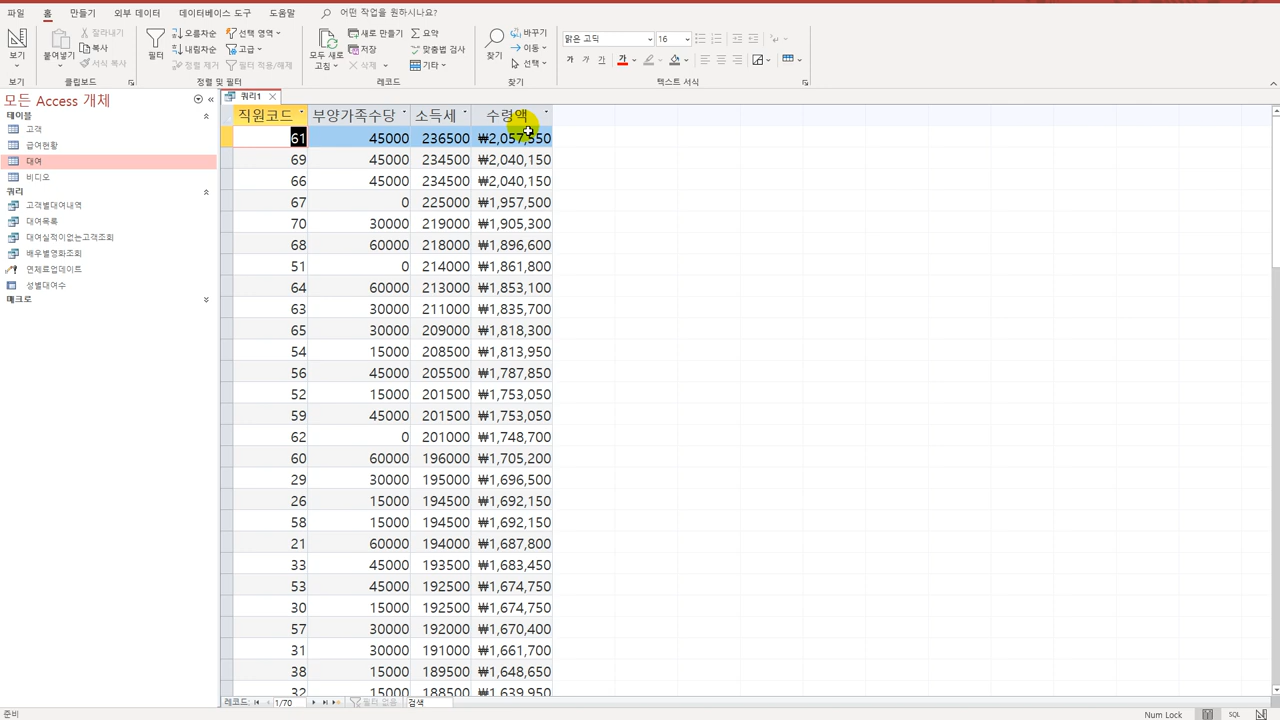 파일 홈 만들기 외부 데이터 데이터베이스 도구 도움말 어떤 작업을 원하시나요?
보기 붙여넣기 잘라내기 복사 서식 복사 필터 오름차순 내림차순 정렬 제거 선택 영역 고급 필터 적용/해제 모두 새로 고침 새로 만들기 저장 삭제 요약 맞춤법 검사 기타 찾기 바꾸기 이동 선택 맑은 고딕 16 가 가 가 가
보기 클립보드 정렬 및 필터 레코드 찾기 텍스트 서식
모든 Access 개체
테이블
고객
급여현황
대여
비디오
쿼리
고객별대여내역
대여목록
대여실적이없는고객조회
배우별영화조회
연체료업데이트
성별대여수
매크로
쿼리1
직원코드 부양가족수당 소득세 수령액
61 45000 236500 ₩2,057,550
69 45000 234500 ₩2,040,150
66 45000 234500 ₩2,040,150
67 0 225000 ₩1,957,500
70 30000 219000 ₩1,905,300
68 60000 218000 ₩1,896,600
51 0 214000 ₩1,861,800
64 60000 213000 ₩1,853,100
63 30000 211000 ₩1,835,700
65 30000 209000 ₩1,818,300
54 15000 208500 ₩1,813,950
56 45000 205500 ₩1,787,850
52 15000 201500 ₩1,753,050
59 45000 201500 ₩1,753,050
62 0 201000 ₩1,748,700
60 60000 196000 ₩1,705,200
29 30000 195000 ₩1,696,500
26 15000 194500 ₩1,692,150
58 15000 194500 ₩1,692,150
21 60000 194000 ₩1,687,800
33 45000 193500 ₩1,683,450
53 45000 192500 ₩1,674,750
30 15000 192500 ₩1,674,750
57 30000 192000 ₩1,670,400
31 30000 191000 ₩1,661,700
38 15000 189500 ₩1,648,650
32 15000 188500 ₩1,639,950
레코드: 1/70 필터 없음 검색
준비 Num Lock SQL